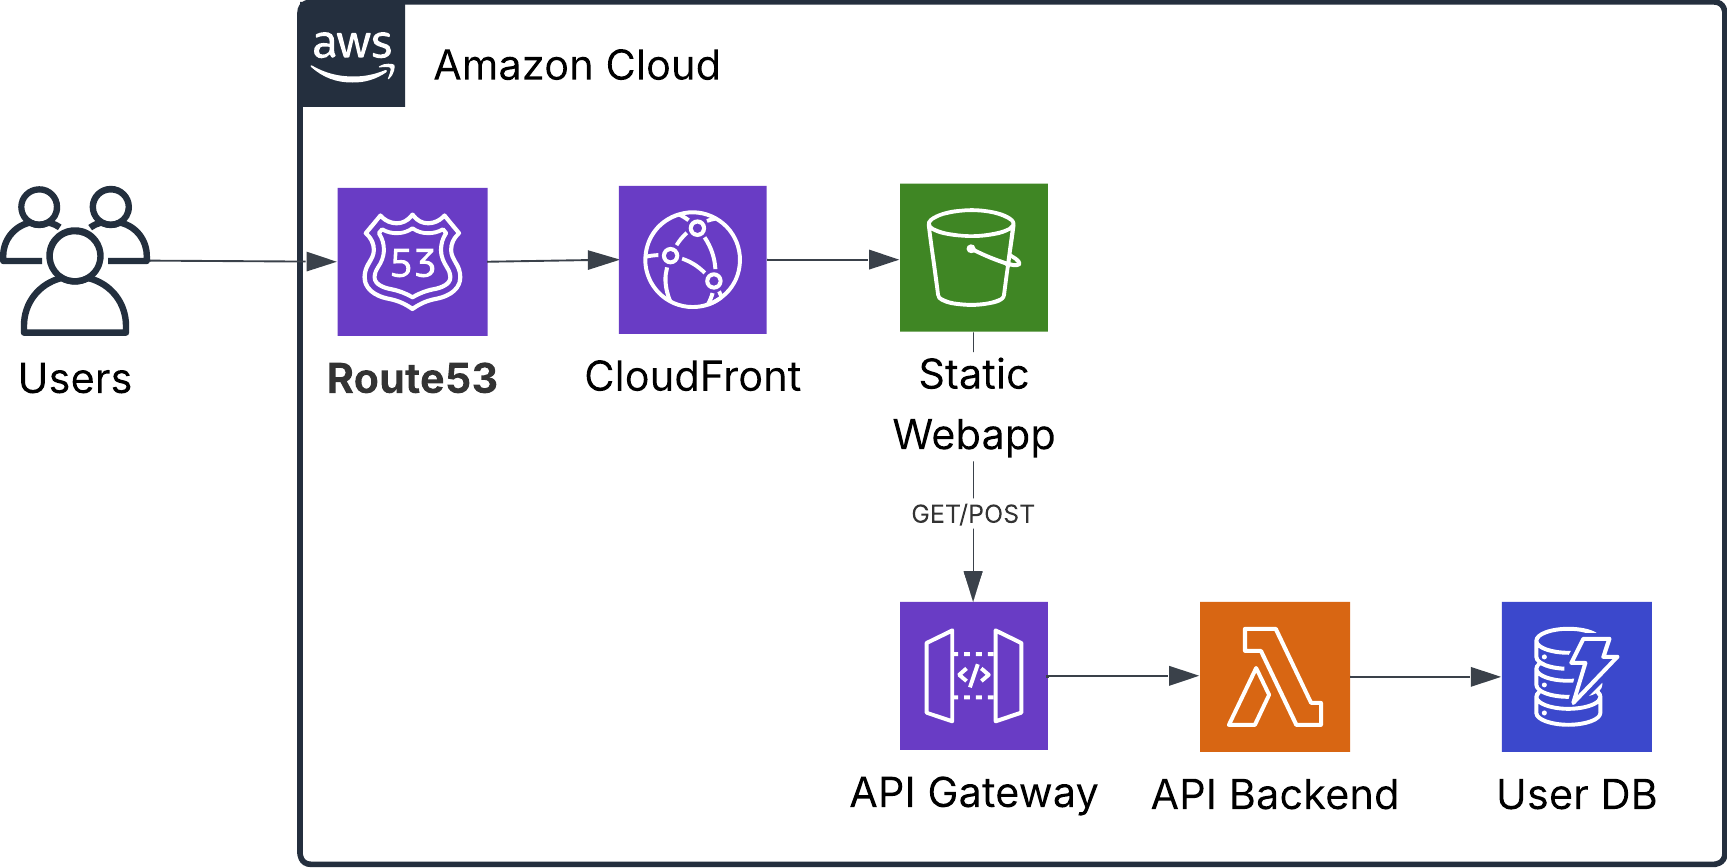 aws
Amazon Cloud
53
Users
Route53
CloudFront
Static
Webapp
GET/POST
</>
API Gateway
API Backend
User DB